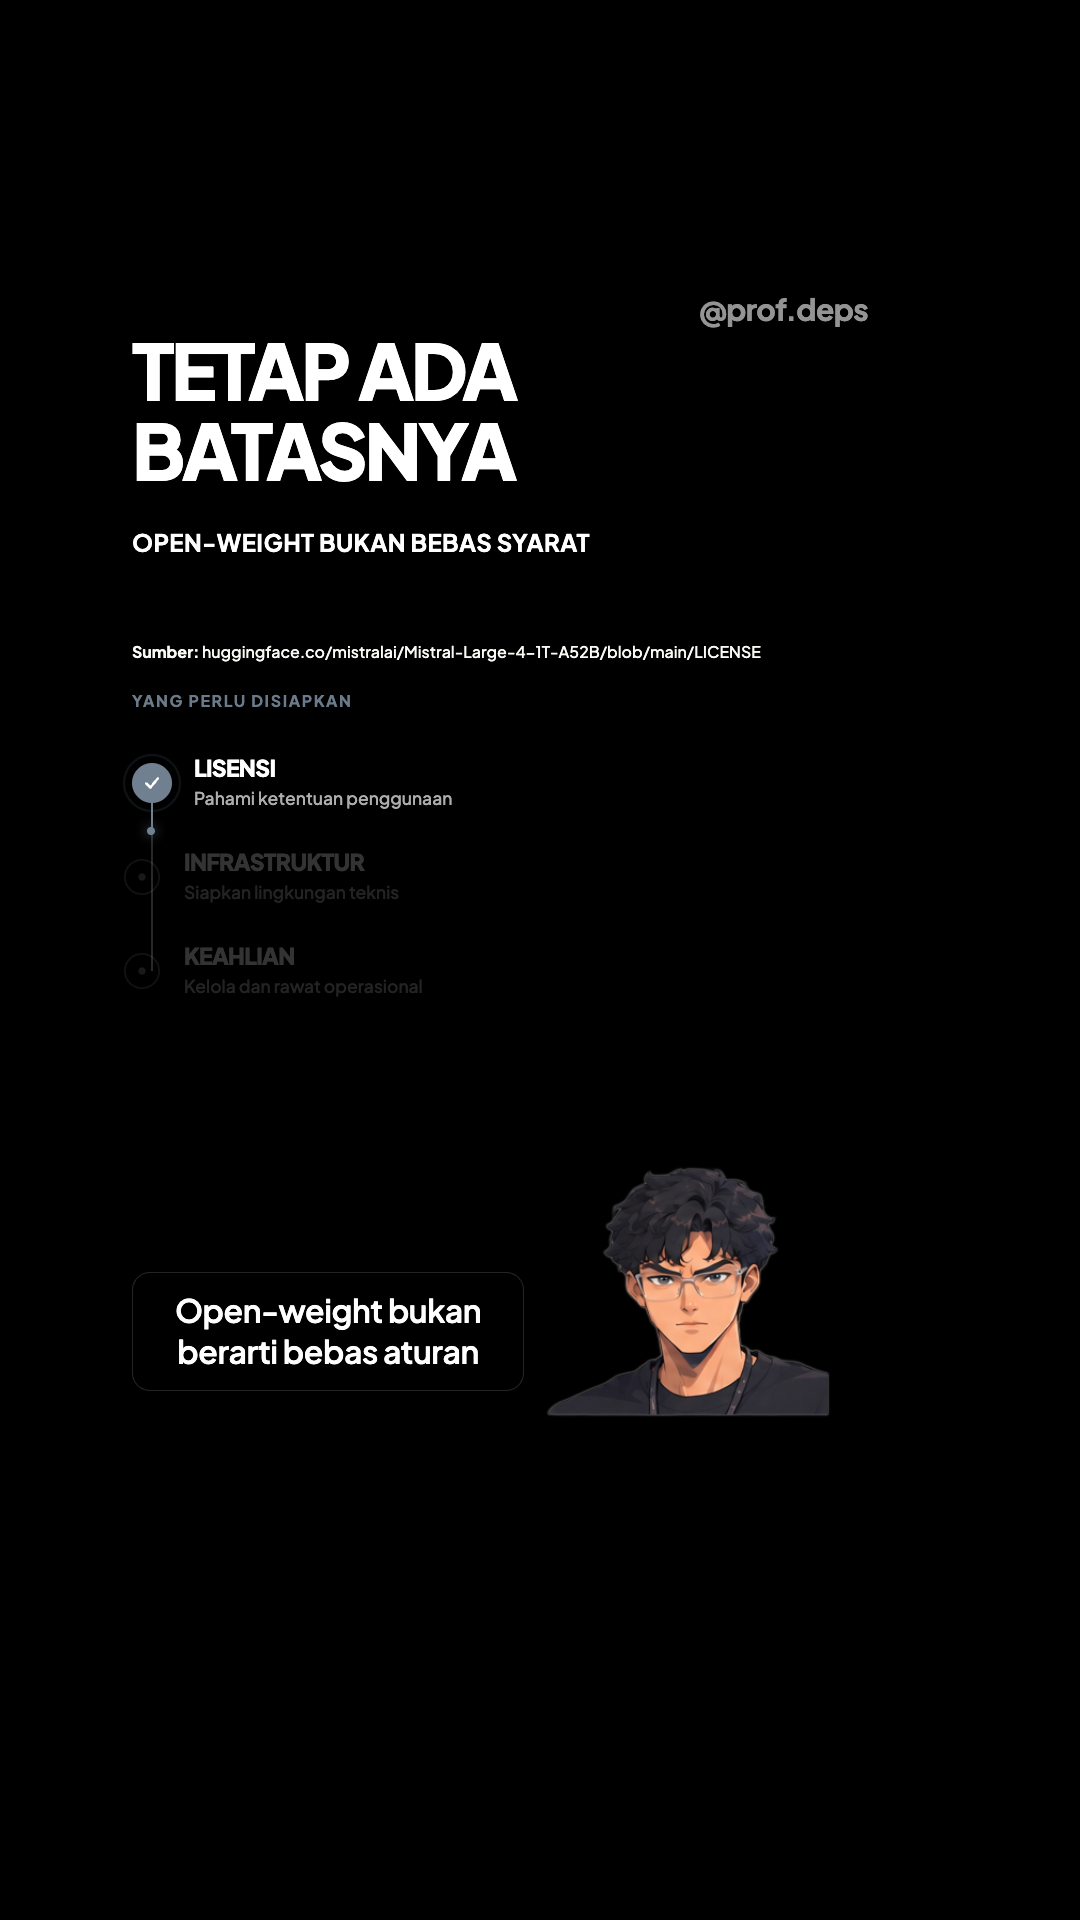 @prof.deps
TETAP ADA
BATASNYA
OPEN-WEIGHT BUKAN BEBAS SYARAT
Sumber: huggingface.co/mistralai/Mistral-Large-4-1T-A52B/blob/main/LICENSE
YANG PERLU DISIAPKAN
LISENSI
Pahami ketentuan penggunaan
INFRASTRUKTUR
Siapkan lingkungan teknis
KEAHLIAN
Kelola dan rawat operasional
Open-weight bukan
berarti bebas aturan